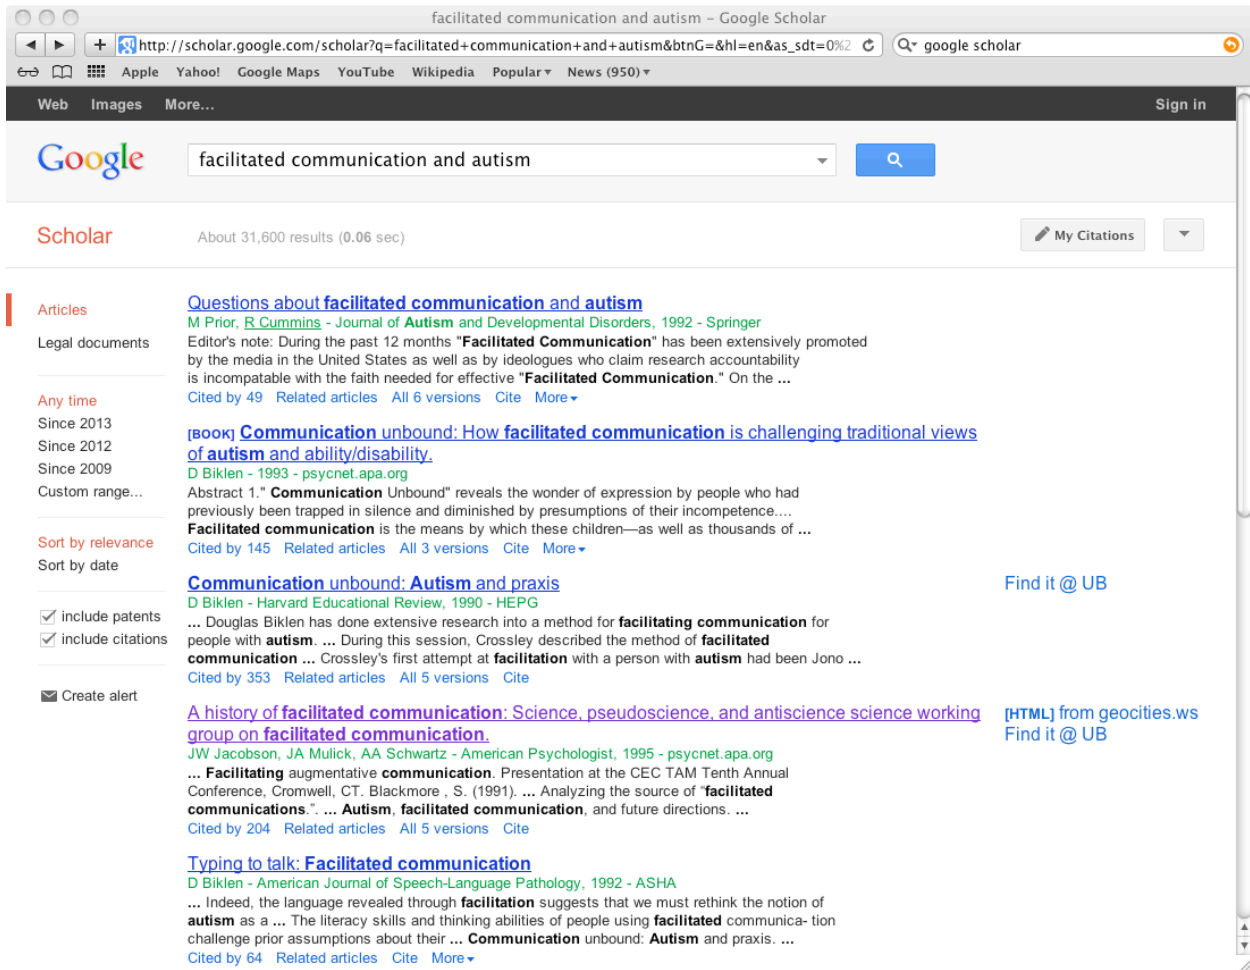 facilitated communication and autism – Google Scholar
http://scholar.google.com/scholar?q=facilitated+communication+and+autism&btnG=&hl=en&as_sdt=0%2
google scholar
Apple Yahoo! Google Maps YouTube Wikipedia Popular News (950)
Web Images More... Sign in
Google facilitated communication and autism
Scholar About 31,600 results (0.06 sec) My Citations
Articles
Legal documents
Any time
Since 2013
Since 2012
Since 2009
Custom range...
Sort by relevance
Sort by date
include patents
include citations
Create alert
Questions about facilitated communication and autism
M Prior, R Cummins - Journal of Autism and Developmental Disorders, 1992 - Springer
Editor's note: During the past 12 months "Facilitated Communication" has been extensively promoted
by the media in the United States as well as by ideologues who claim research accountability
is incompatable with the faith needed for effective "Facilitated Communication." On the ...
Cited by 49 Related articles All 6 versions Cite More
[BOOK] Communication unbound: How facilitated communication is challenging traditional views
of autism and ability/disability.
D Biklen - 1993 - psycnet.apa.org
Abstract 1." Communication Unbound" reveals the wonder of expression by people who had
previously been trapped in silence and diminished by presumptions of their incompetence....
Facilitated communication is the means by which these children—as well as thousands of ...
Cited by 145 Related articles All 3 versions Cite More
Communication unbound: Autism and praxis
Find it @ UB
D Biklen - Harvard Educational Review, 1990 - HEPG
... Douglas Biklen has done extensive research into a method for facilitating communication for
people with autism. ... During this session, Crossley described the method of facilitated
communication ... Crossley's first attempt at facilitation with a person with autism had been Jono ...
Cited by 353 Related articles All 5 versions Cite
A history of facilitated communication: Science, pseudoscience, and antiscience science working
group on facilitated communication.
[HTML] from geocities.ws
Find it @ UB
JW Jacobson, JA Mulick, AA Schwartz - American Psychologist, 1995 - psycnet.apa.org
... Facilitating augmentative communication. Presentation at the CEC TAM Tenth Annual
Conference, Cromwell, CT. Blackmore , S. (1991). ... Analyzing the source of "facilitated
communications.". ... Autism, facilitated communication, and future directions. ...
Cited by 204 Related articles All 5 versions Cite
Typing to talk: Facilitated communication
D Biklen - American Journal of Speech-Language Pathology, 1992 - ASHA
... Indeed, the language revealed through facilitation suggests that we must rethink the notion of
autism as a ... The literacy skills and thinking abilities of people using facilitated communica- tion
challenge prior assumptions about their ... Communication unbound: Autism and praxis. ...
Cited by 64 Related articles Cite More